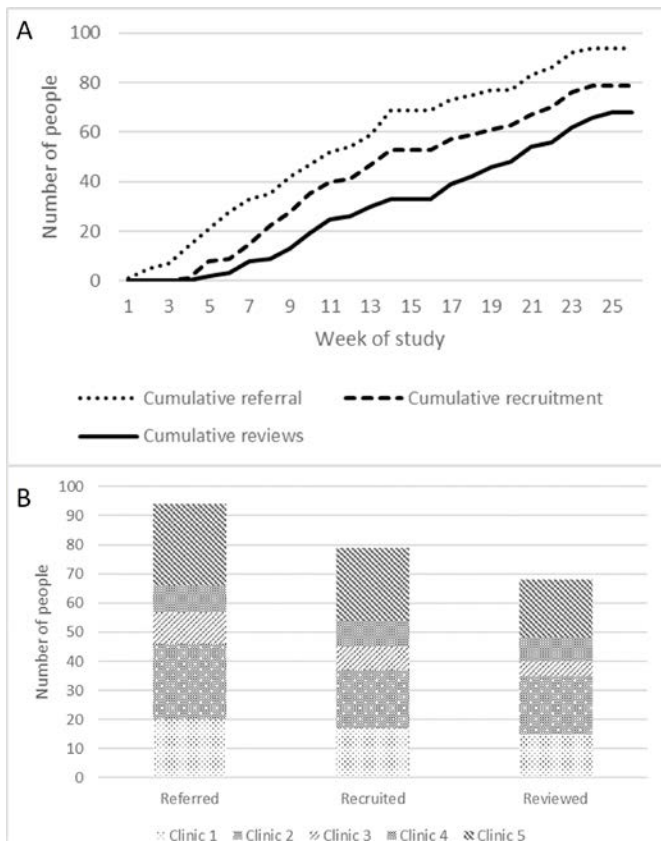 A
Number of people
100
80
60
40
20
0
1 3 5 7 9 11 13 15 17 19 21 23 25
Week of study
Cumulative referral Cumulative recruitment
Cumulative reviews
B
Number of people
100
90
80
70
60
50
40
30
20
10
0
Referred Recruited Reviewed
Clinic 1 Clinic 2 Clinic 3 Clinic 4 Clinic 5